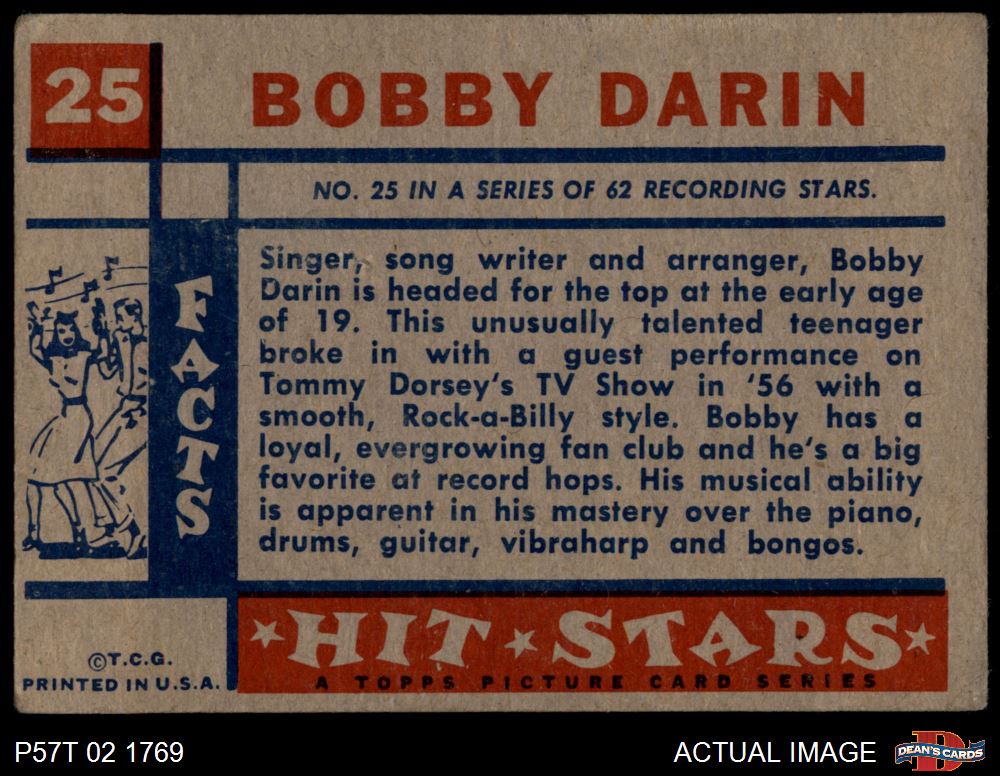 25
BOBBY DARIN
NO. 25 IN A SERIES OF 62 RECORDING STARS.
FACTS
Singer, song writer and arranger, Bobby
Darin is headed for the top at the early age
of 19. This unusually talented teenager
broke in with a guest performance on
Tommy Dorsey's TV Show in '56 with a
smooth, Rock-a-Billy style. Bobby has a
loyal, evergrowing fan club and he's a big
favorite at record hops. His musical ability
is apparent in his mastery over the piano,
drums, guitar, vibraharp and bongos.
HIT STARS
A TOPPS PICTURE CARD SERIES
©T.C.G.
PRINTED IN U.S.A.
P57T 02 1769
ACTUAL IMAGE
D
DEAN'S CARDS